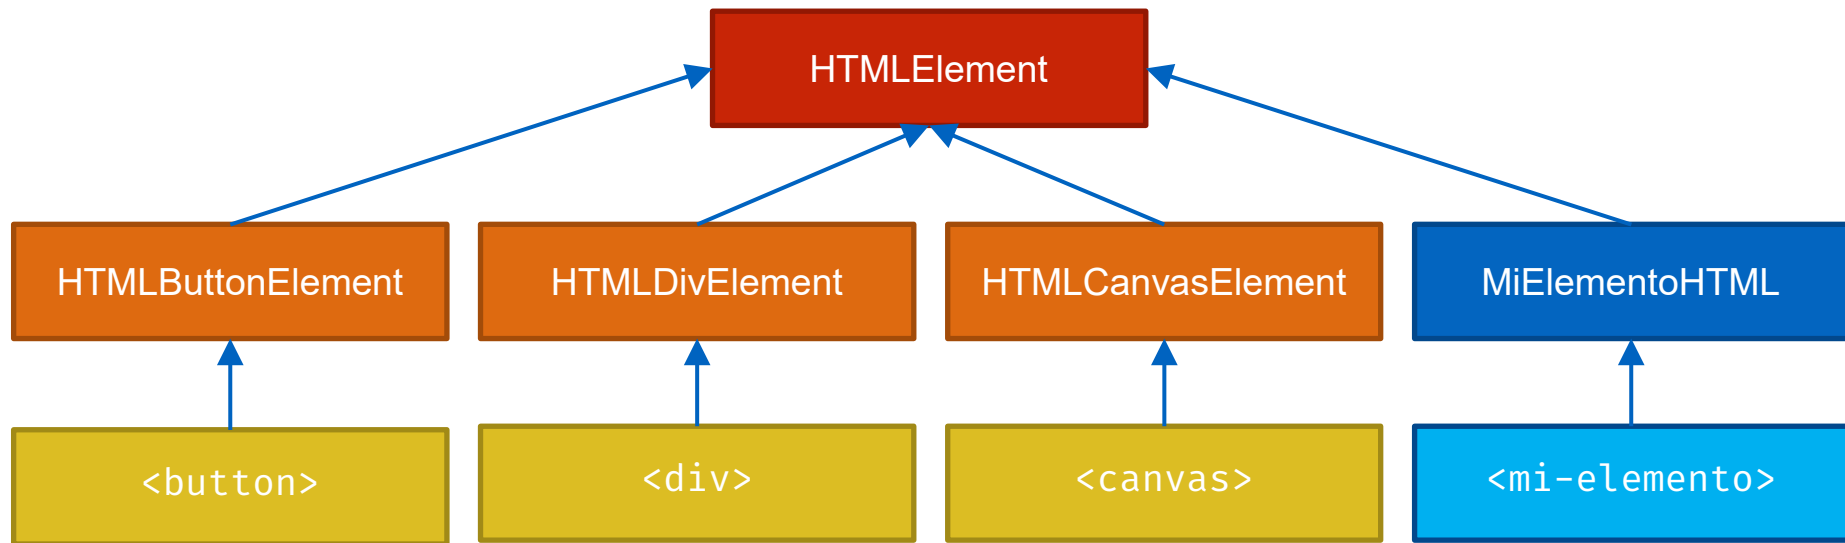 HTMLElement
HTMLButtonElement
HTMLDivElement
HTMLCanvasElement
MiElementoHTML
<button>
<div>
<canvas>
<mi-elemento>